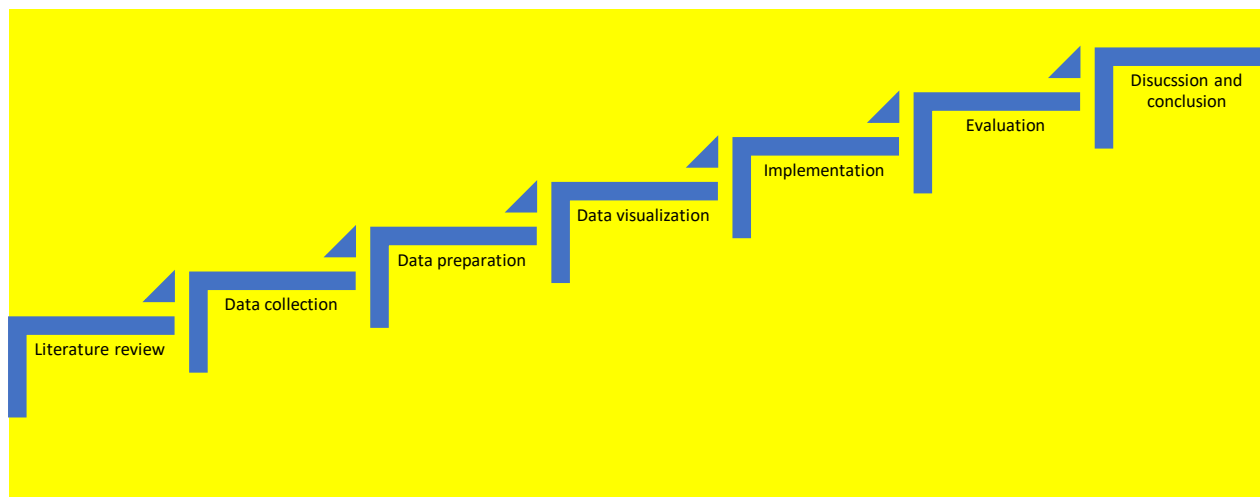 Literature review
Data collection
Data preparation
Data visualization
Implementation
Evaluation
Disucssion and
conclusion